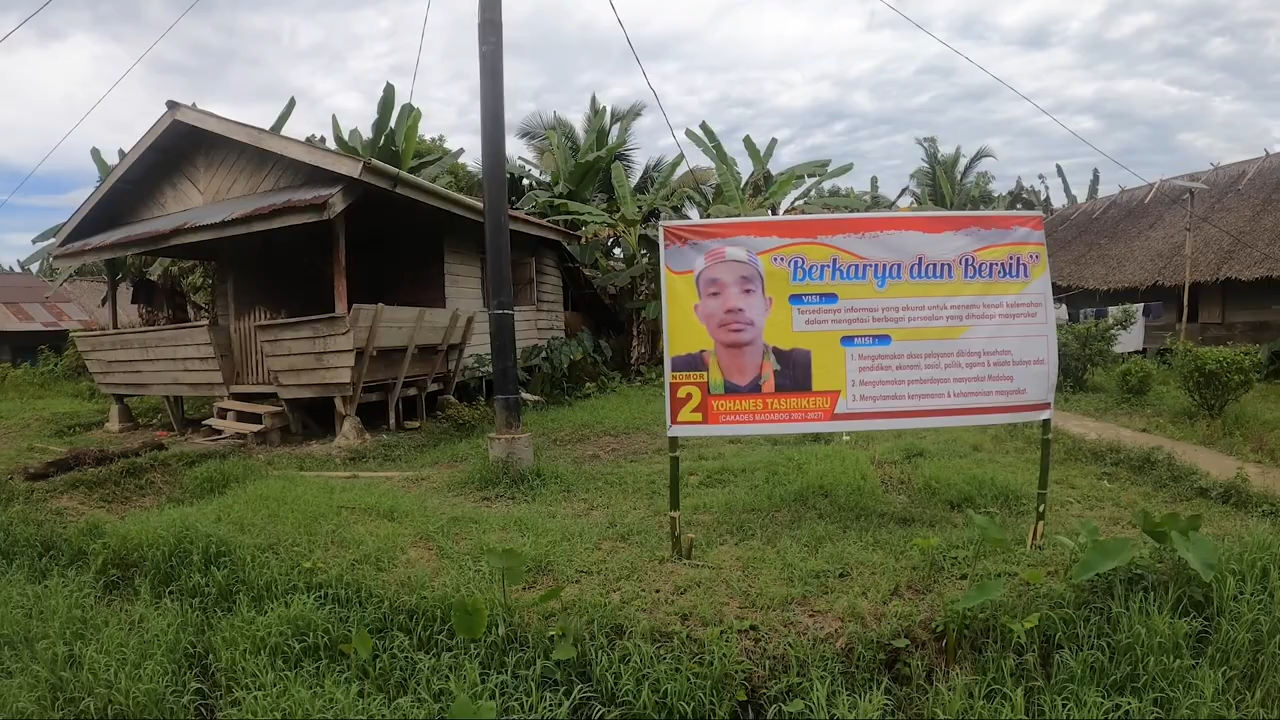 "Berkarya dan Bersih"
VISI :
Tersedianya informasi yang akurat untuk menemu kenali kelemahan
dalam mengatasi berbagai persoalan yang dihadapi masyarakat
MISI :
1. Mengutamakan akses pelayanan dibidang kesehatan,
pendidikan, ekonomi, sosial, politik, agama & wisata budaya adat.
2. Mengutamakan pemberdayaan masyarakat Madobag.
3. Mengutamakan kenyamanan & keharmonisan masyarakat.
NOMOR
2
YOHANES TASIRIKERU
(CAKADES MADABOG 2021-2027)